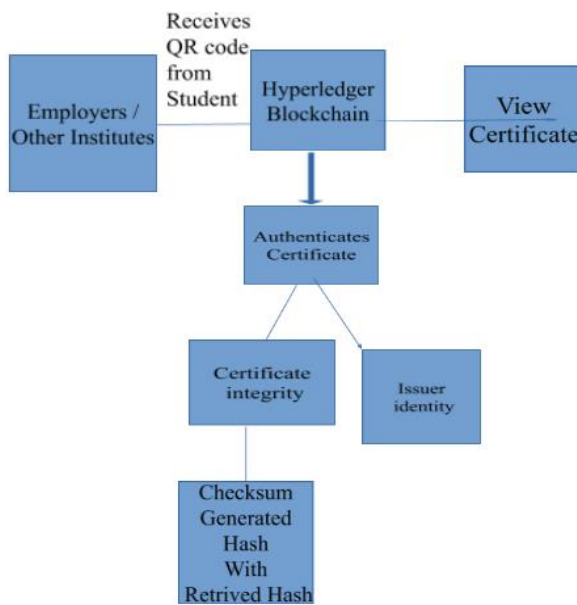 Receives
QR code
from
Student
Employers /
Other Institutes
Hyperledger
Blockchain
View
Certificate
Authenticates
Certificate
Certificate
integrity
Issuer
identity
Checksum
Generated
Hash
With
Retrived Hash